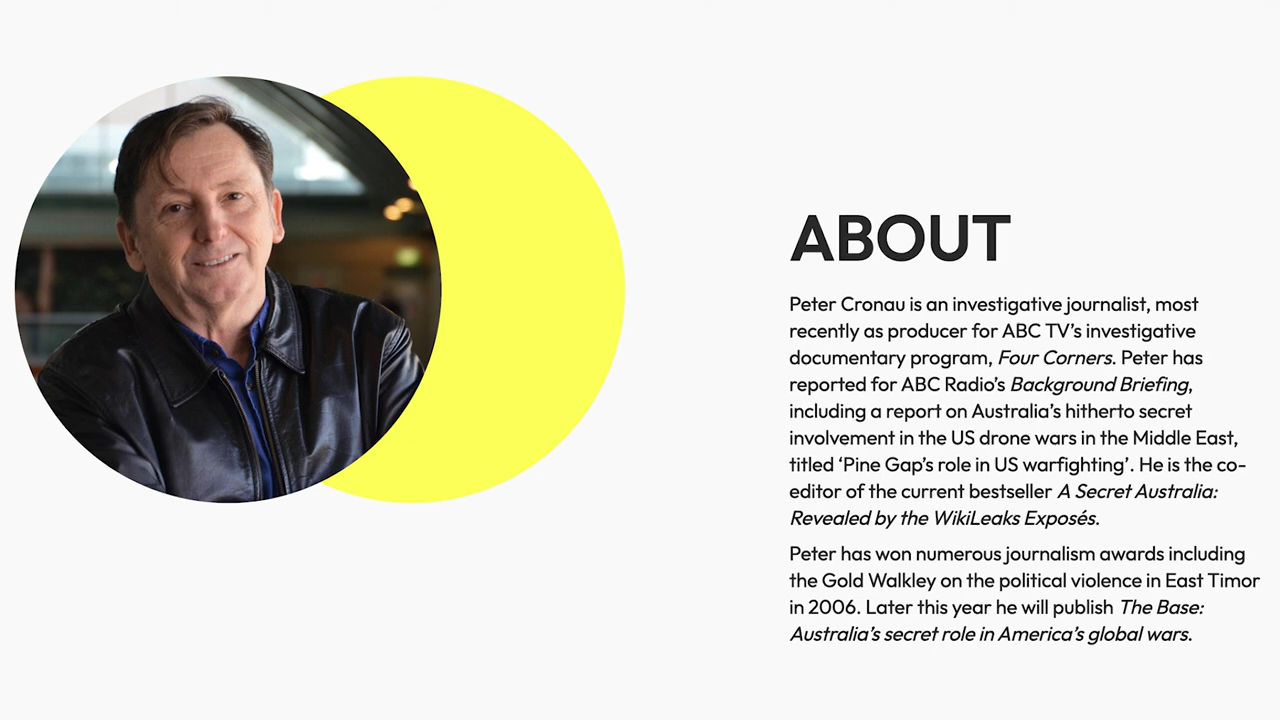 ABOUT
Peter Cronau is an investigative journalist, most
recently as producer for ABC TV’s investigative
documentary program, Four Corners. Peter has
reported for ABC Radio’s Background Briefing,
including a report on Australia’s hitherto secret
involvement in the US drone wars in the Middle East,
titled ‘Pine Gap’s role in US warfighting’. He is the co-
editor of the current bestseller A Secret Australia:
Revealed by the WikiLeaks Exposés.
Peter has won numerous journalism awards including
the Gold Walkley on the political violence in East Timor
in 2006. Later this year he will publish The Base:
Australia’s secret role in America’s global wars.